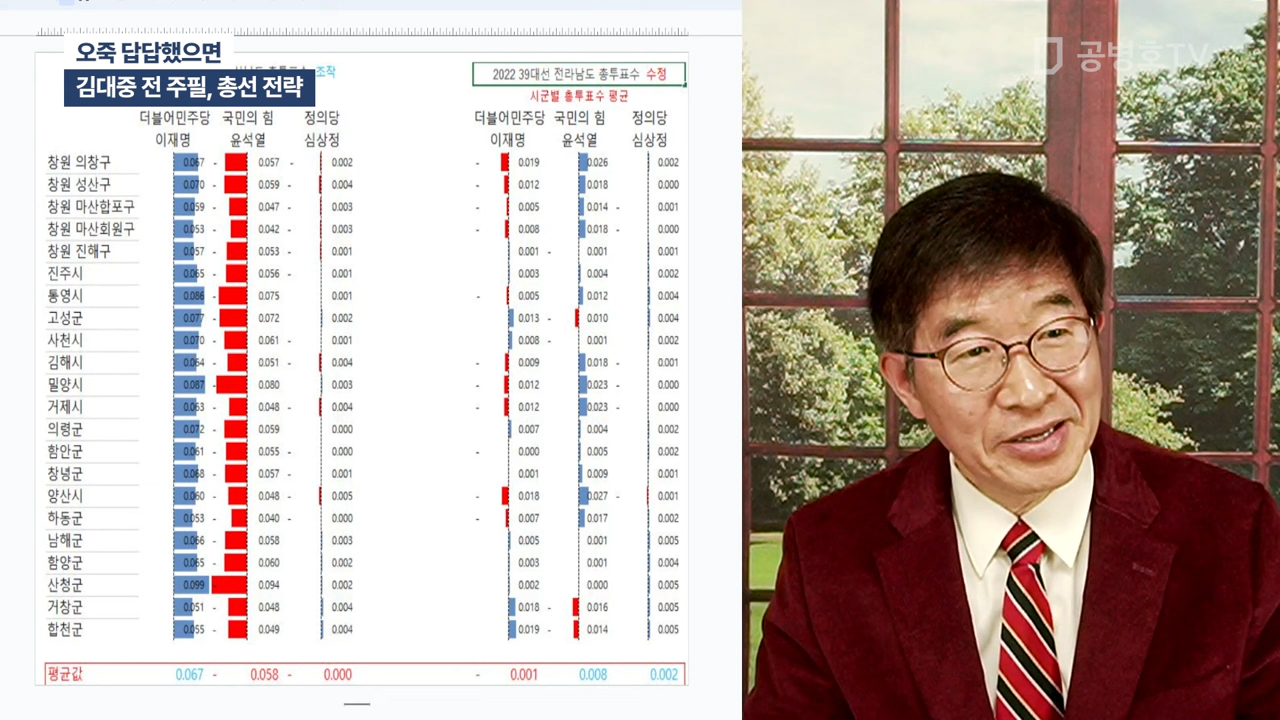 오죽 답답했으면
김대중 전 주필, 총선 전략
조작
공병호TV
2022 39대선 전라남도 총투표수 수정
시군별 총투표수 평균
더불어민주당 국민의 힘 정의당 더불어민주당 국민의 힘 정의당
이재명 윤석열 심상정 이재명 윤석열 심상정
창원 의창구 0.067 - 0.057 - 0.002 - 0.019 0.026 0.002
창원 성산구 0.070 - 0.059 - 0.004 - 0.012 0.018 0.000
창원 마산합포구 0.059 - 0.047 - 0.003 - 0.005 0.014 - 0.001
창원 마산회원구 0.053 - 0.042 - 0.003 - 0.008 0.018 - 0.000
창원 진해구 0.057 - 0.053 - 0.001 0.001 - 0.001 0.001
진주시 0.065 - 0.056 - 0.001 0.003 0.004 0.002
통영시 0.086 - 0.075 0.001 - 0.005 0.012 0.004
고성군 0.077 - 0.072 0.002 0.013 - 0.010 0.004
사천시 0.070 - 0.061 - 0.001 0.008 - 0.001 0.002
김해시 0.064 - 0.051 - 0.004 - 0.009 0.018 - 0.001
밀양시 0.087 - 0.080 0.003 - 0.012 0.023 - 0.000
거제시 0.063 - 0.048 - 0.004 - 0.012 0.023 - 0.000
의령군 0.072 - 0.059 0.000 0.007 0.004 0.002
함안군 0.061 - 0.055 - 0.000 - 0.000 0.005 0.002
창녕군 0.068 - 0.057 - 0.001 0.001 0.009 0.001
양산시 0.060 - 0.048 - 0.005 - 0.018 0.027 - 0.001
하동군 0.053 - 0.040 - 0.000 - 0.007 0.017 0.002
남해군 0.066 - 0.058 0.003 0.005 0.001 0.005
함양군 0.065 - 0.060 0.002 0.003 0.001 0.004
산청군 0.099 - 0.094 0.002 0.002 0.000 0.005
거창군 0.051 - 0.048 0.004 0.018 - 0.016 0.005
합천군 0.055 - 0.049 0.004 0.019 - 0.014 0.005
평균값 0.067 - 0.058 - 0.000 - 0.001 0.008 0.002